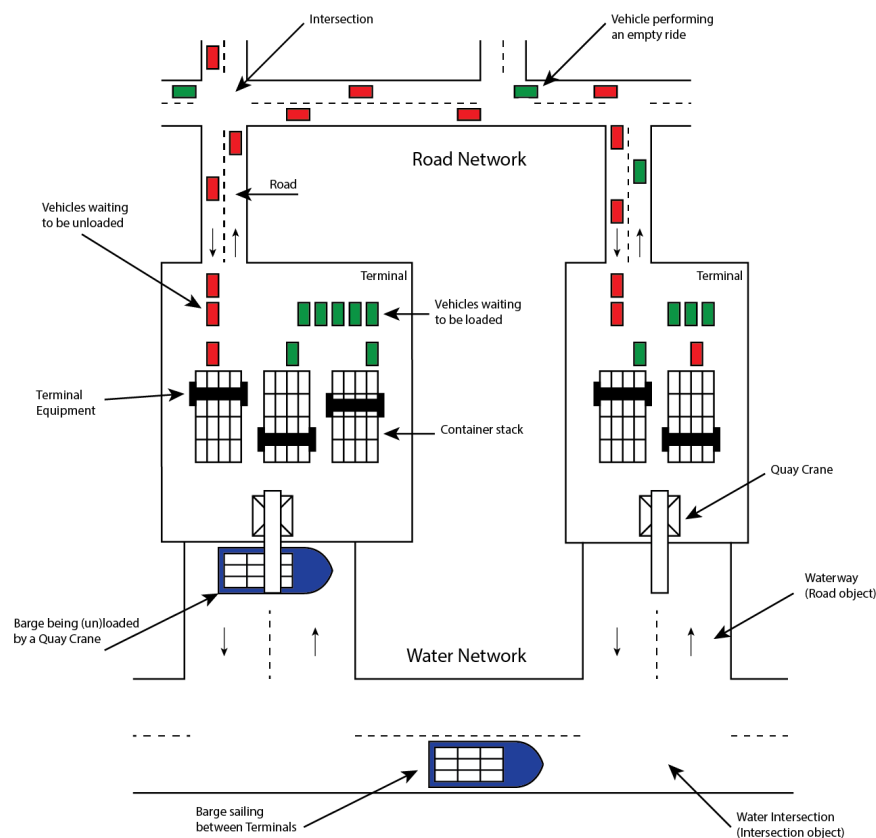 Intersection
Vehicle performing
an empty ride
Road Network
Road
Vehicles waiting
to be unloaded
Terminal
Terminal
Vehicles waiting
to be loaded
Terminal
Equipment
Container stack
Quay Crane
Waterway
(Road object)
Barge being (un)loaded
by a Quay Crane
Water Network
Barge sailing
between Terminals
Water Intersection
(Intersection object)